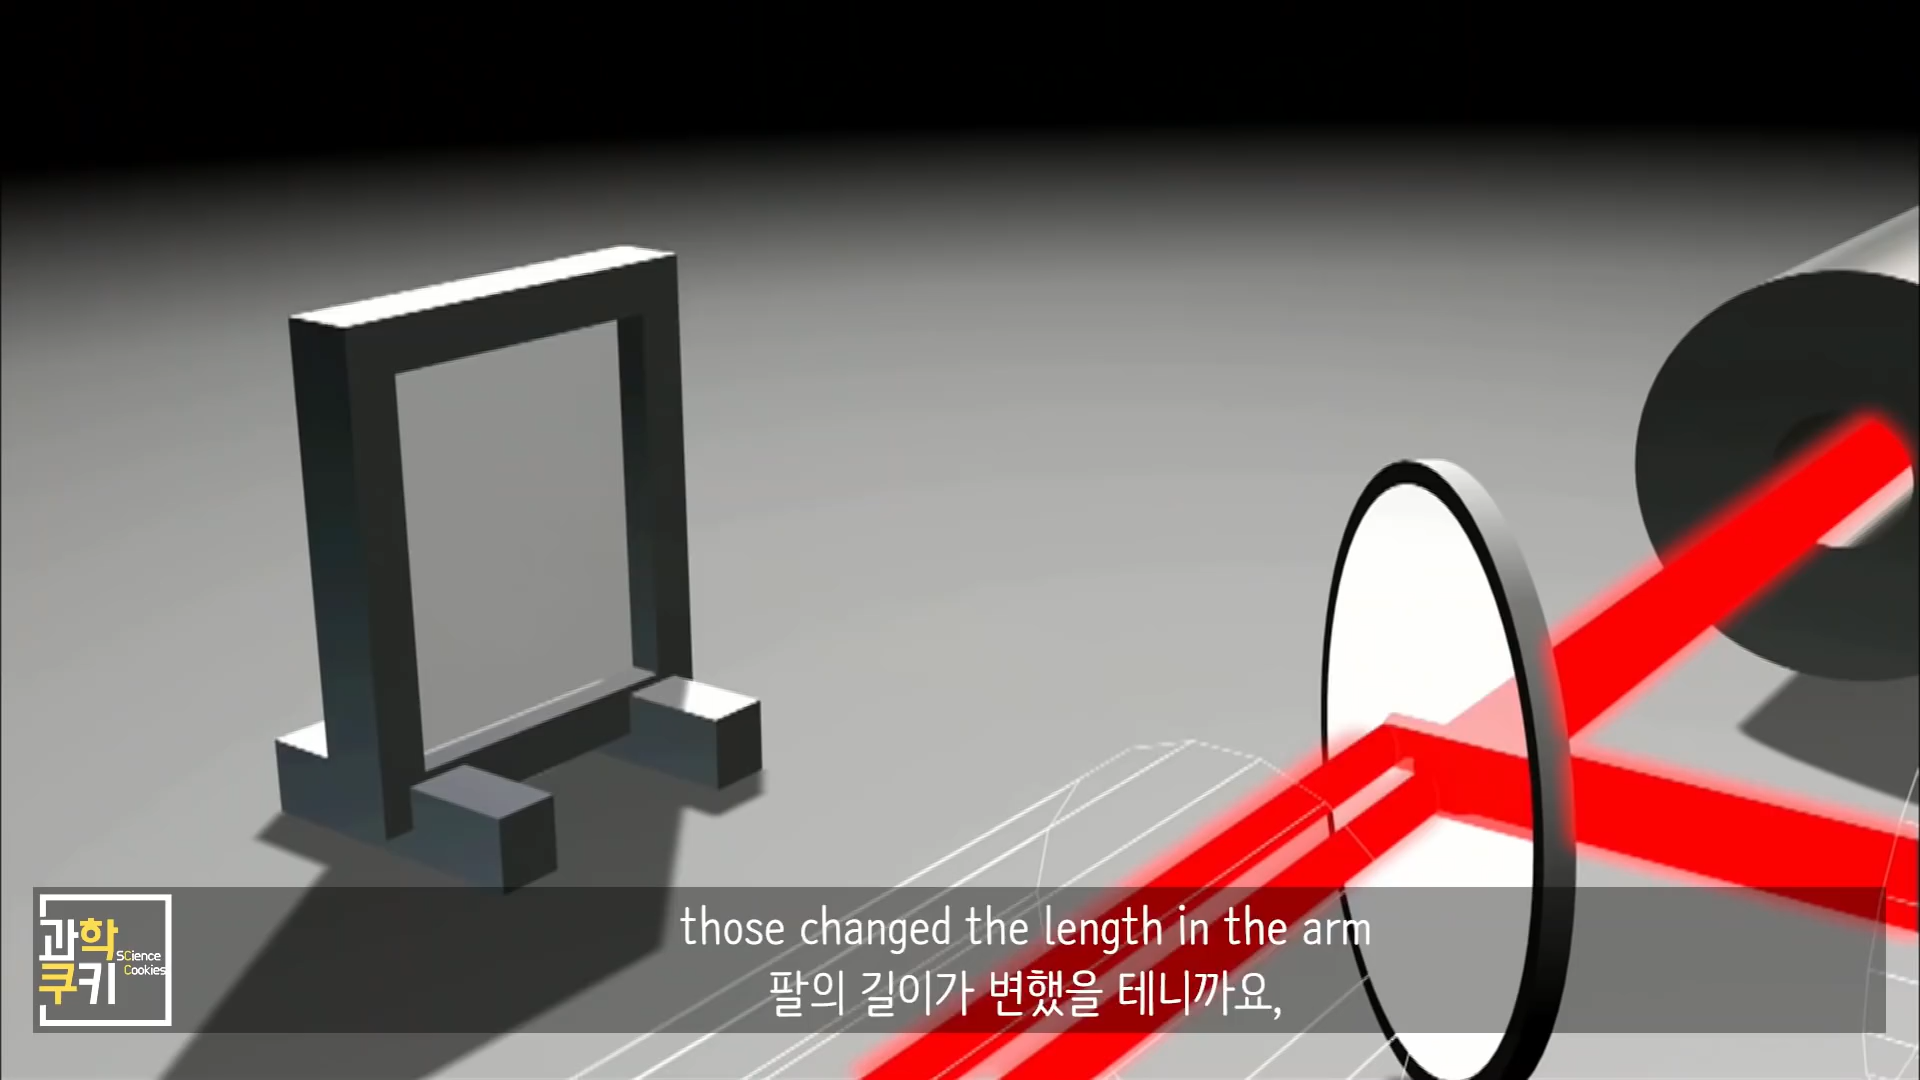 those changed the length in the arm
팔의 길이가 변했을 테니까요,
과학
SCience
쿠키
Cookies